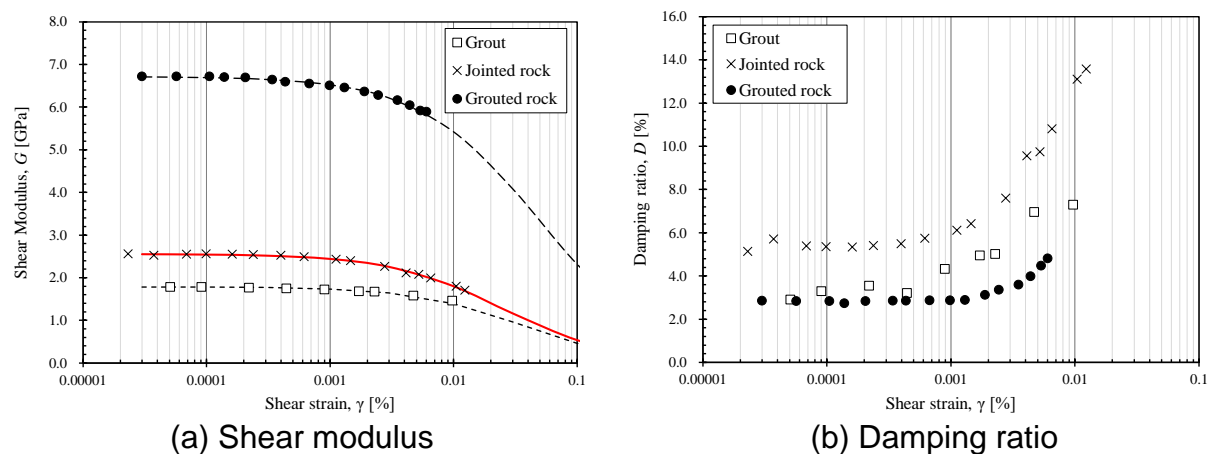 8.0
7.0
6.0
5.0
4.0
3.0
2.0
1.0
0.0
Shear Modulus, G [GPa]
Grout
Jointed rock
Grouted rock
0.00001
0.0001
0.001
0.01
0.1
Shear strain, γ [%]
(a) Shear modulus
16.0
14.0
12.0
10.0
8.0
6.0
4.0
2.0
0.0
Damping ratio, D [%]
Grout
Jointed rock
Grouted rock
0.00001
0.0001
0.001
0.01
0.1
Shear strain, γ [%]
(b) Damping ratio